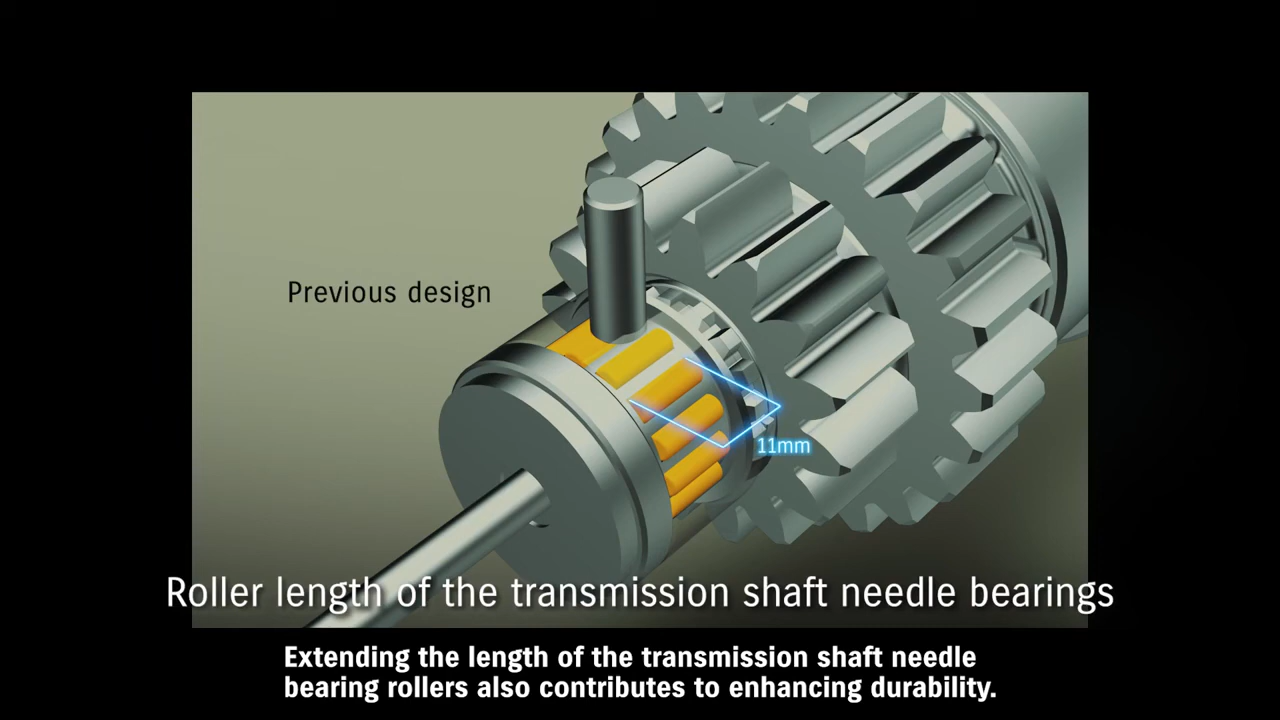 Previous design
11mm
Roller length of the transmission shaft needle bearings
Extending the length of the transmission shaft needle
bearing rollers also contributes to enhancing durability.